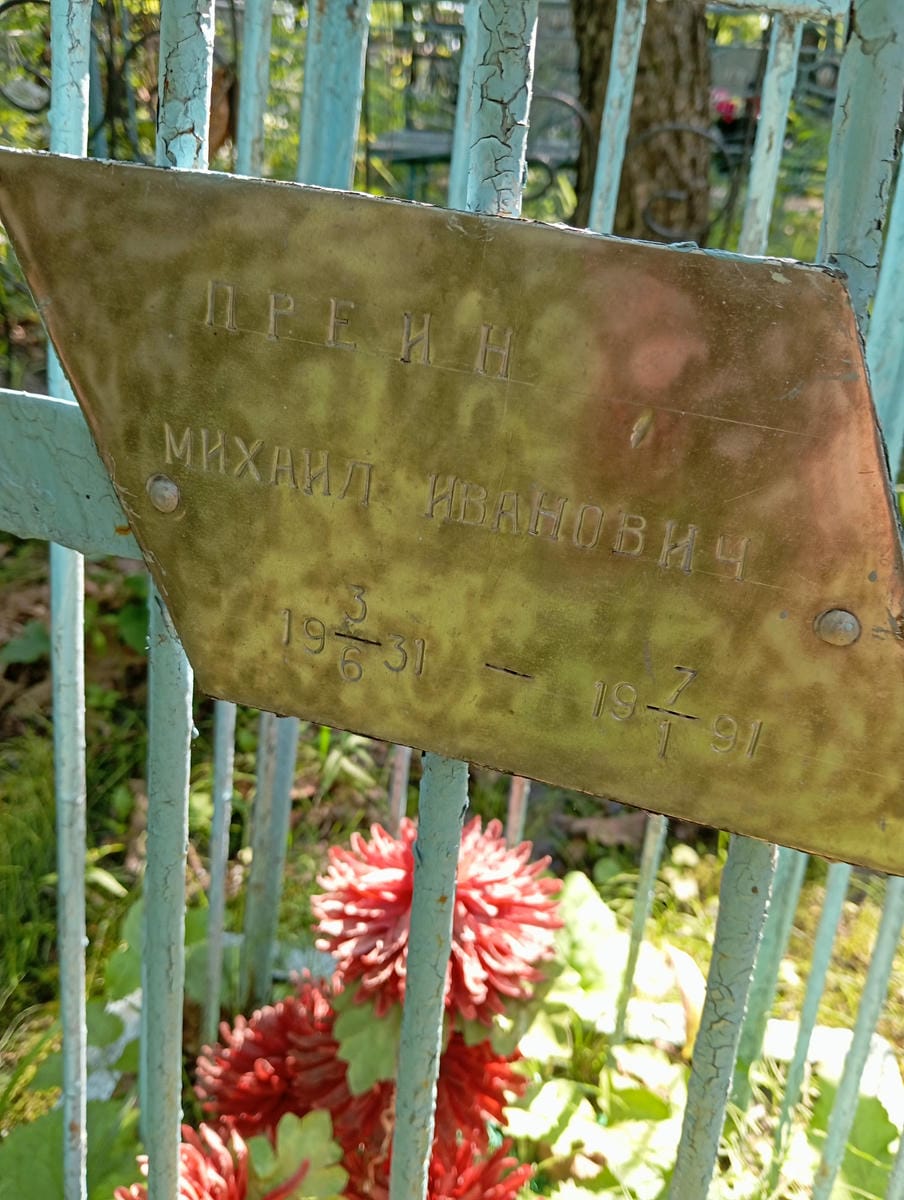 ПРЕИН
МИХАИЛ ИВАНОВИЧ
19 3/6 31 — 19 7/1 91